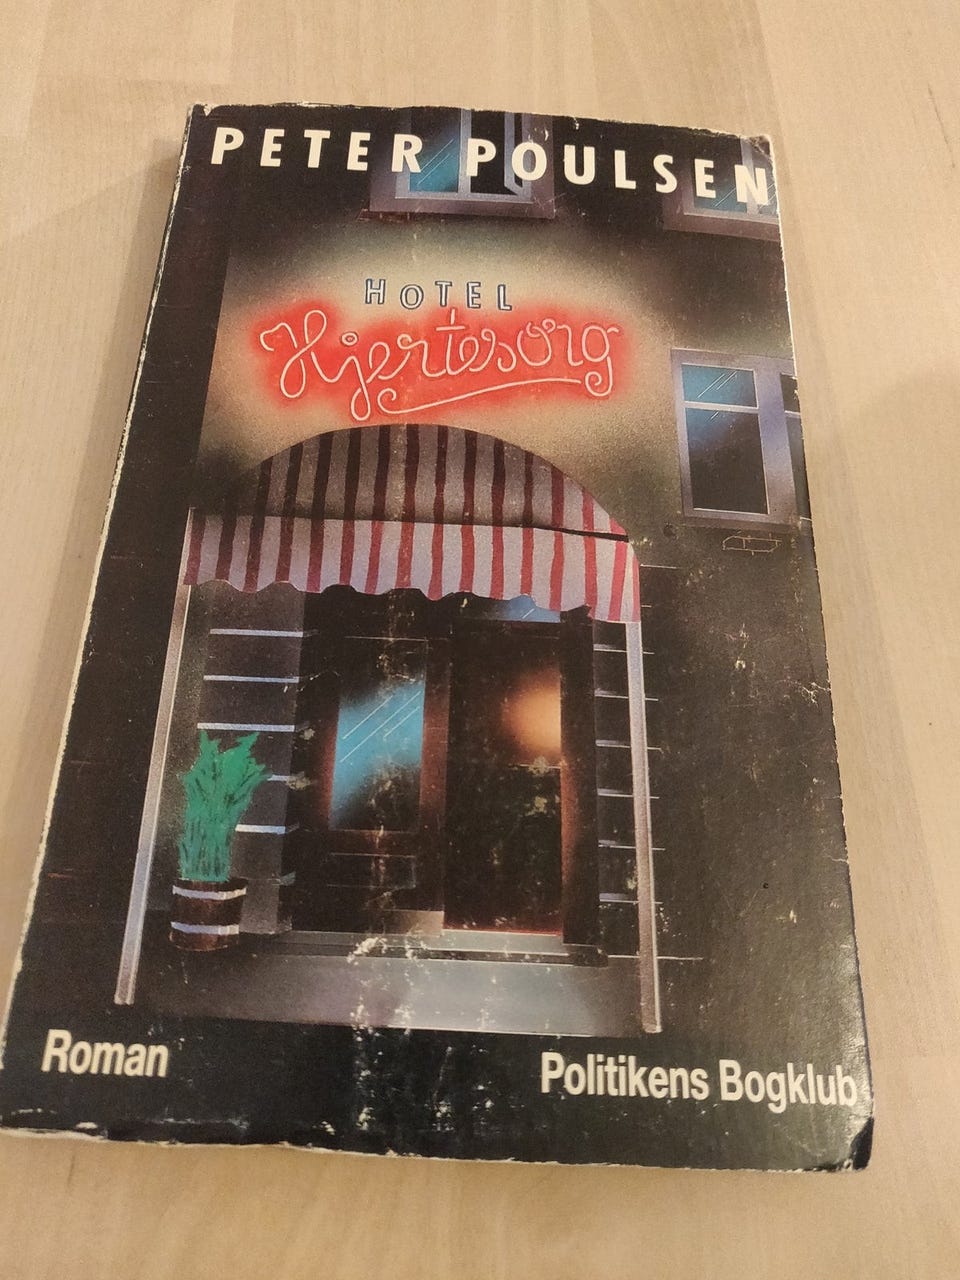 PETER POULSEN
HOTEL
Hjertesorg
Roman
Politikens Bogklub